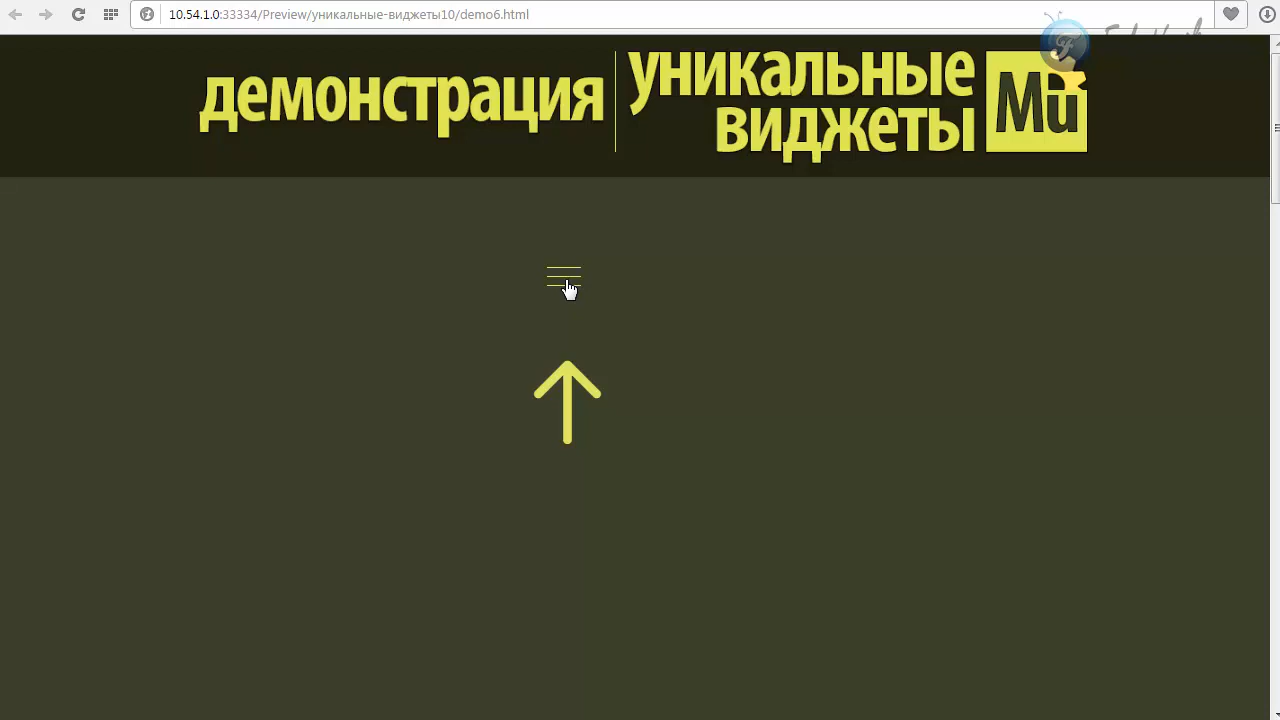 10.54.1.0:33334/Preview/уникальные-виджеты10/demo6.html
демонстрация
уникальные
виджеты
Mu